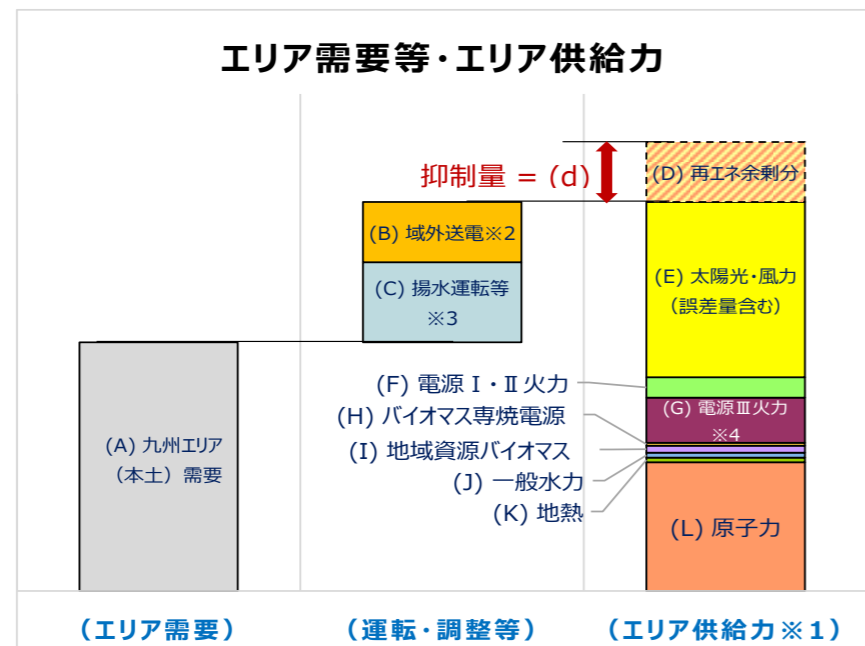 エリア需要等・エリア供給力
抑制量 = (d)
(D) 再エネ余剰分
(B) 域外送電※2
(C) 揚水運転等
※3
(E) 太陽光・風力
(誤差量含む)
(F) 電源Ⅰ・Ⅱ火力
(G) 電源Ⅲ火力
※4
(H) バイオマス専焼電源
(I) 地域資源バイオマス
(J) 一般水力
(K) 地熱
(A) 九州エリア
(本土) 需要
(L) 原子力
(エリア需要)
(運転・調整等)
(エリア供給力※1)